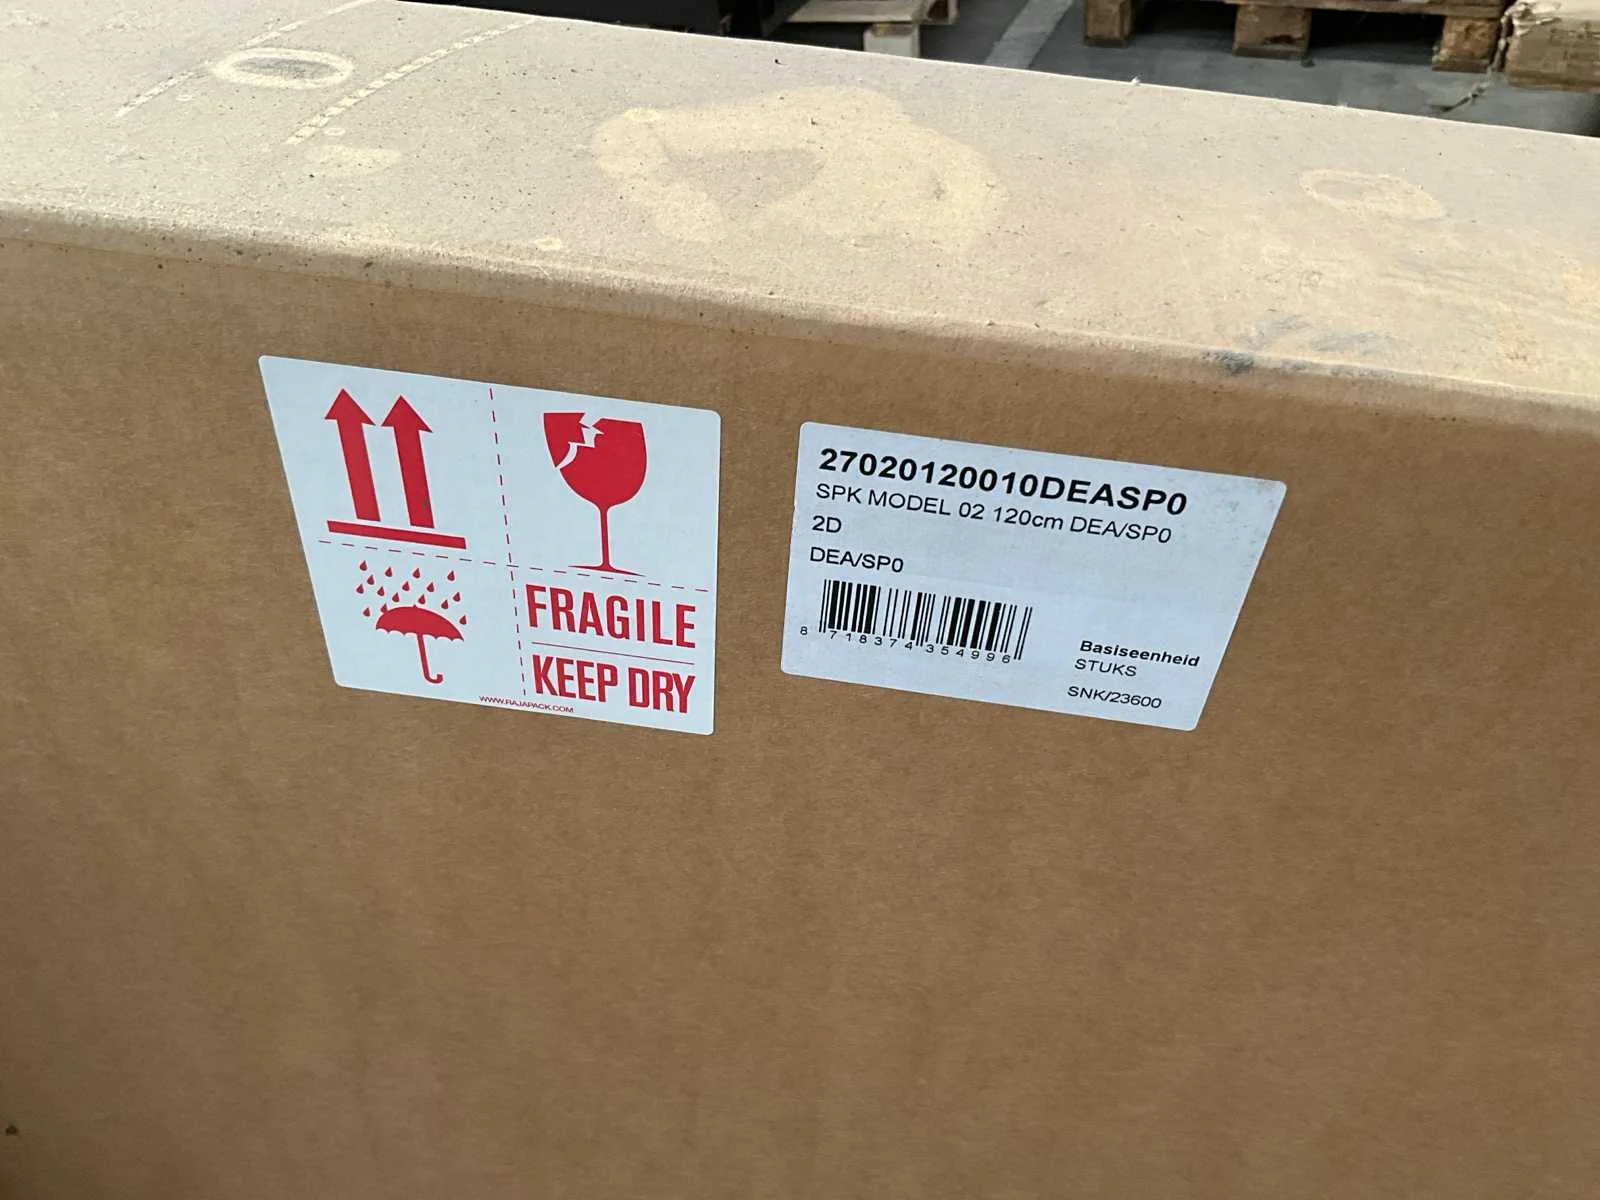 FRAGILE
KEEP DRY
WWW.RAJAPACK.COM
27020120010DEASP0
SPK MODEL 02 120cm DEA/SP0
2D
DEA/SP0
8 718374 354996
Basiseenheid
STUKS
SNK/23600